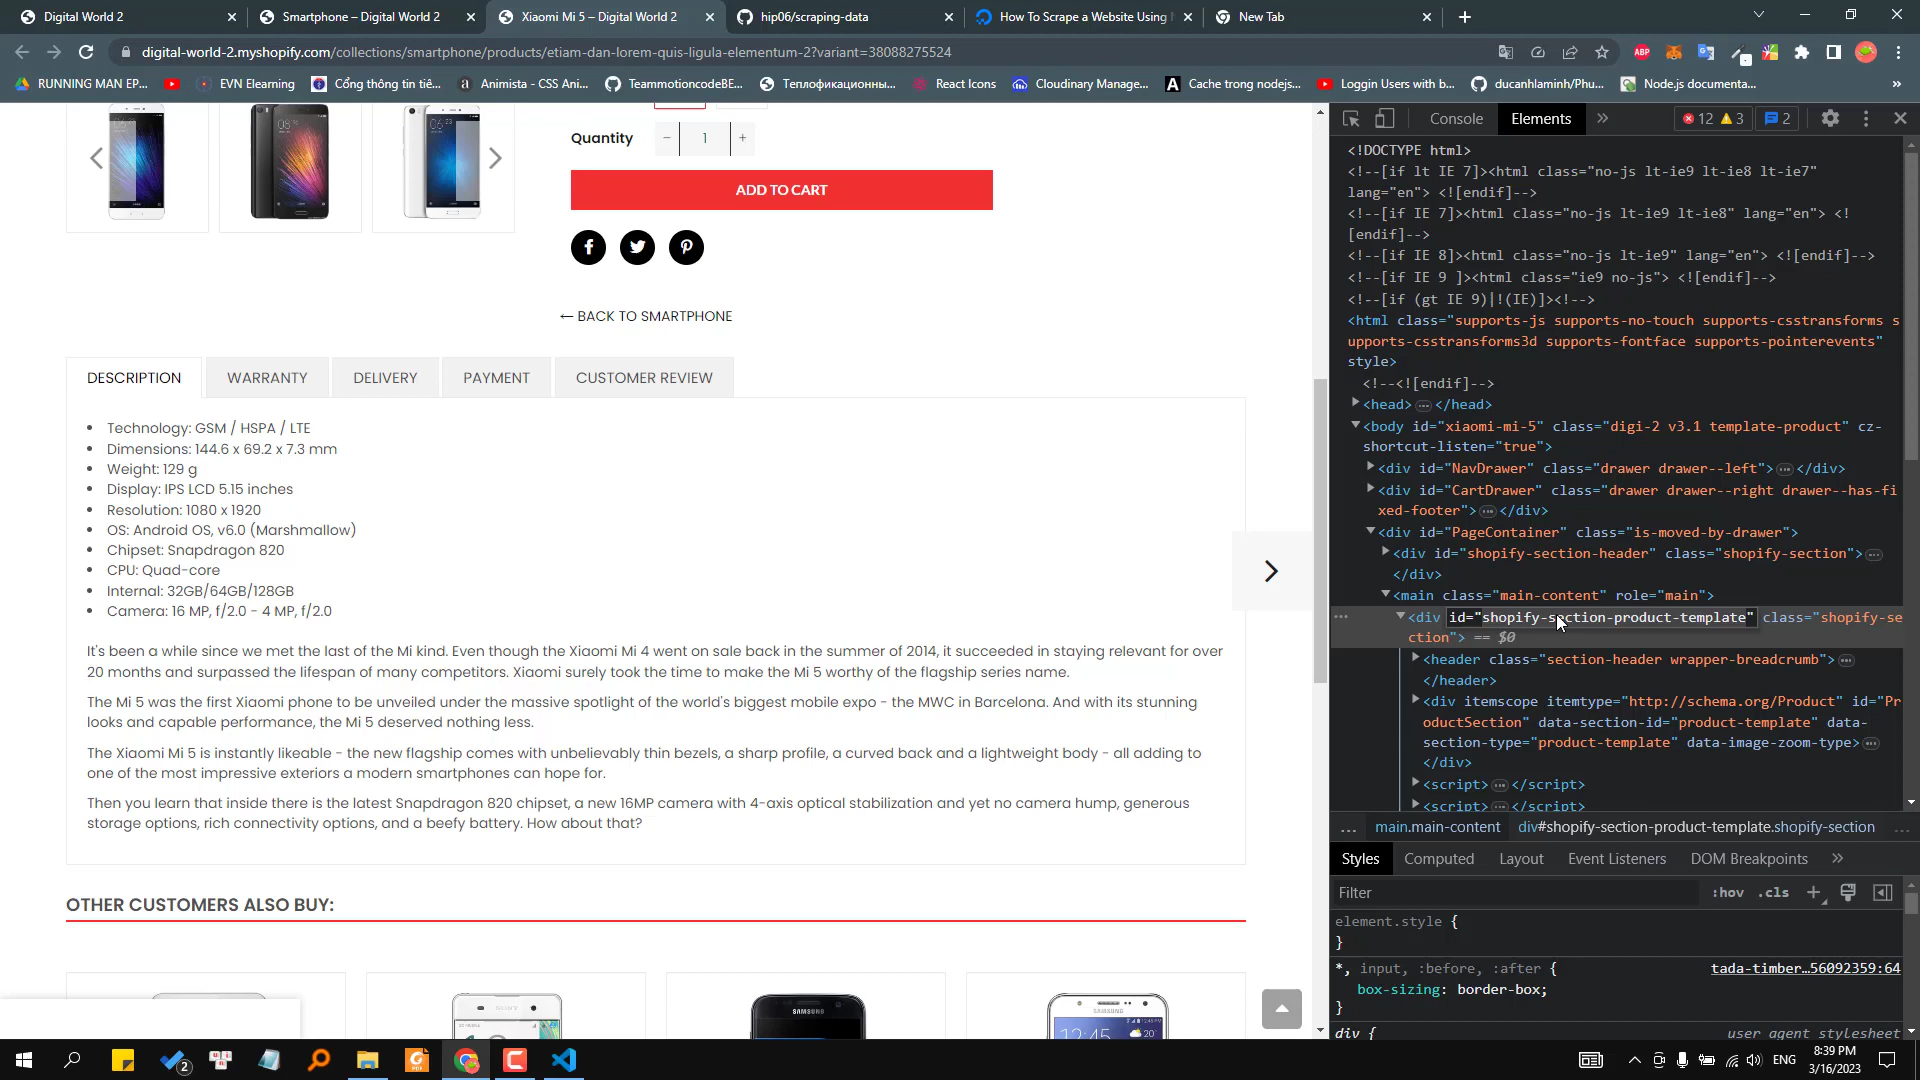 Digital World 2
Smartphone – Digital World 2
Xiaomi Mi 5 – Digital World 2
hip06/scraping-data
How To Scrape a Website Using
New Tab
digital-world-2.myshopify.com/collections/smartphone/products/etiam-dan-lorem-quis-ligula-elementum-2?variant=38088275524
ABP
RUNNING MAN EP...
EVN Elearning
Cổng thông tin tiê...
Animista - CSS Ani...
TeammotioncodeBE...
Теплофикационны...
React Icons
Cloudinary Manage...
Cache trong nodejs...
Loggin Users with b...
ducanhlaminh/Phu...
Node.js documenta...
Quantity
−
1
+
ADD TO CART
← BACK TO SMARTPHONE
DESCRIPTION
WARRANTY
DELIVERY
PAYMENT
CUSTOMER REVIEW
Technology: GSM / HSPA / LTE
Dimensions: 144.6 x 69.2 x 7.3 mm
Weight: 129 g
Display: IPS LCD 5.15 inches
Resolution: 1080 x 1920
OS: Android OS, v6.0 (Marshmallow)
Chipset: Snapdragon 820
CPU: Quad-core
Internal: 32GB/64GB/128GB
Camera: 16 MP, f/2.0 - 4 MP, f/2.0
It's been a while since we met the last of the Mi kind. Even though the Xiaomi Mi 4 went on sale back in the summer of 2014, it succeeded in staying relevant for over
20 months and surpassed the lifespan of many competitors. Xiaomi surely took the time to make the Mi 5 worthy of the flagship series name.
The Mi 5 was the first Xiaomi phone to be unveiled under the massive spotlight of the world's biggest mobile expo - the MWC in Barcelona. And with its stunning
looks and capable performance, the Mi 5 deserved nothing less.
The Xiaomi Mi 5 is instantly likeable - the new flagship comes with unbelievably thin bezels, a sharp profile, a curved back and a lightweight body - all adding to
one of the most impressive exteriors a modern smartphones can hope for.
Then you learn that inside there is the latest Snapdragon 820 chipset, a new 16MP camera with 4-axis optical stabilization and yet no camera hump, generous
storage options, rich connectivity options, and a beefy battery. How about that?
OTHER CUSTOMERS ALSO BUY:
SAMSUNG
SAMSUNG
12:45
Console
Elements
12
3
2
<!DOCTYPE html>
<!--[if lt IE 7]><html class="no-js lt-ie9 lt-ie8 lt-ie7"
lang="en"> <![endif]-->
<!--[if IE 7]><html class="no-js lt-ie9 lt-ie8" lang="en"> <!
[endif]-->
<!--[if IE 8]><html class="no-js lt-ie9" lang="en"> <![endif]-->
<!--[if IE 9 ]><html class="ie9 no-js"> <![endif]-->
<!--[if (gt IE 9)|!(IE)]><!-->
<html class="supports-js supports-no-touch supports-csstransforms s
upports-csstransforms3d supports-fontface supports-pointerevents"
style>
<!--<![endif]-->
<head> … </head>
<body id="xiaomi-mi-5" class="digi-2 v3.1 template-product" cz-
shortcut-listen="true">
<div id="NavDrawer" class="drawer drawer--left"> … </div>
<div id="CartDrawer" class="drawer drawer--right drawer--has-fi
xed-footer"> … </div>
<div id="PageContainer" class="is-moved-by-drawer">
<div id="shopify-section-header" class="shopify-section"> …
</div>
<main class="main-content" role="main">
<div id="shopify-section-product-template" class="shopify-se
ction"> == $0
<header class="section-header wrapper-breadcrumb"> …
</header>
<div itemscope itemtype="http://schema.org/Product" id="Pr
oductSection" data-section-id="product-template" data-
section-type="product-template" data-image-zoom-type> …
</div>
<script> … </script>
<script> … </script>
...
main.main-content
div#shopify-section-product-template.shopify-section
...
Styles
Computed
Layout
Event Listeners
DOM Breakpoints
Filter
:hov
.cls
element.style {
}
*, input, :before, :after {
tada-timber…56092359:64
box-sizing: border-box;
}
div {
user agent stylesheet
2
ENG
8:39 PM
3/16/2023